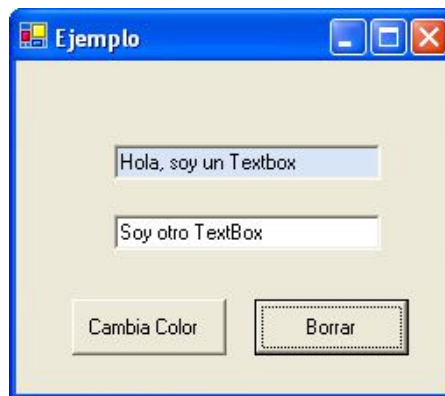 Ejemplo
Hola, soy un Textbox
Soy otro TextBox
Cambia Color
Borrar